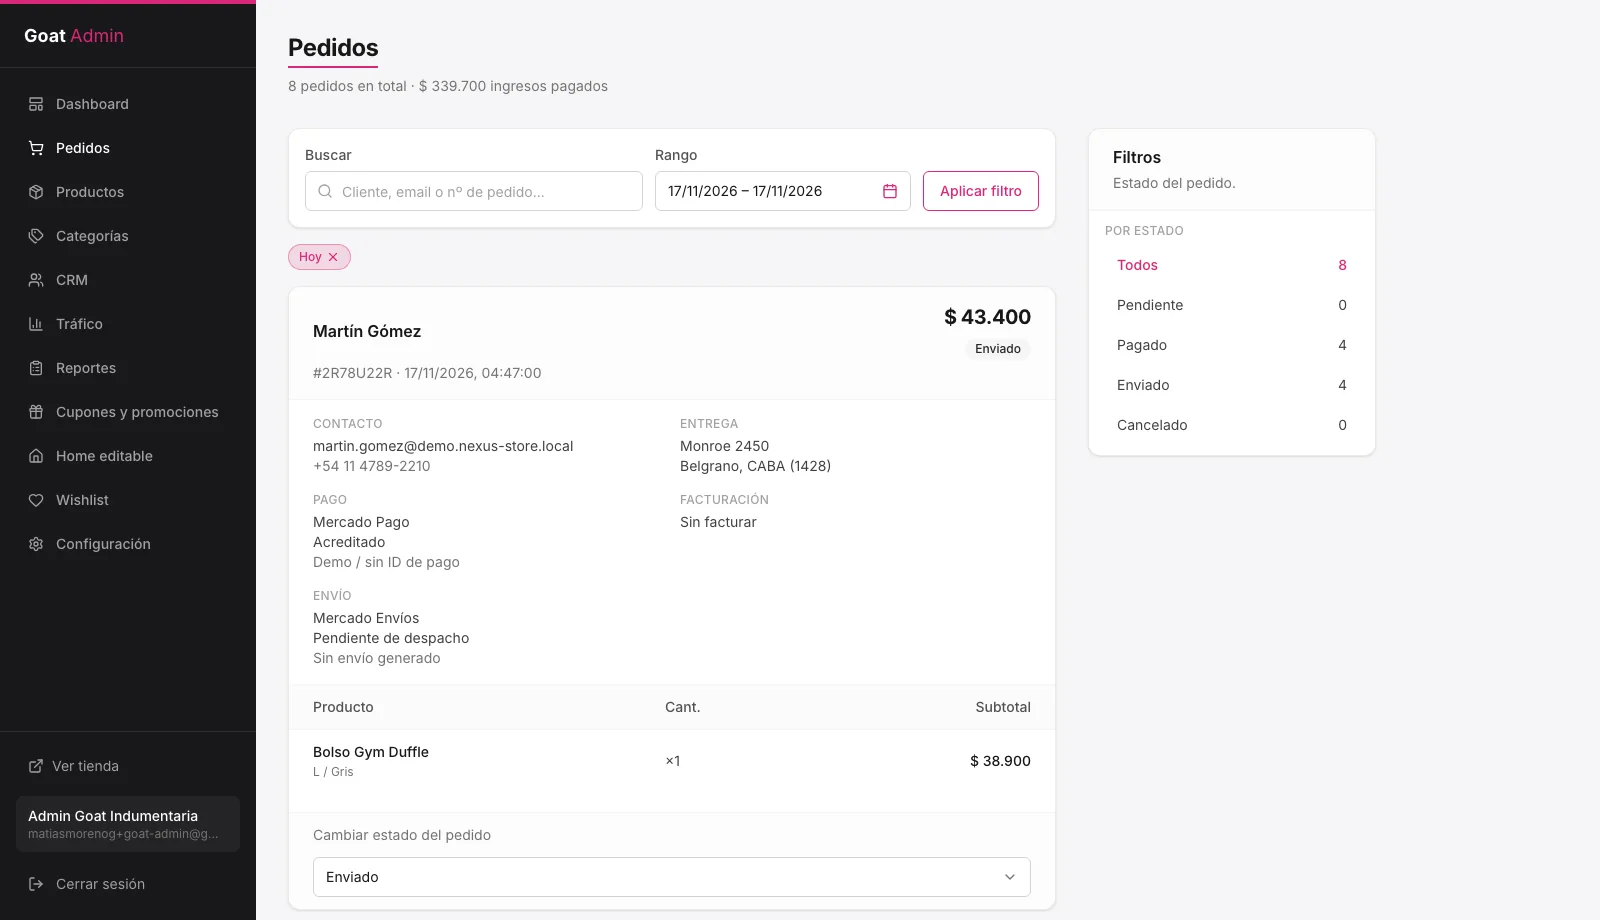 Goat Admin
Dashboard
Pedidos
Productos
Categorías
CRM
Tráfico
Reportes
Cupones y promociones
Home editable
Wishlist
Configuración
Ver tienda
Admin Goat Indumentaria
matiasmorenog+goat-admin@g...
Cerrar sesión
Pedidos
8 pedidos en total · $ 339.700 ingresos pagados
Buscar
Cliente, email o nº de pedido...
Rango
17/11/2026 – 17/11/2026
Aplicar filtro
Hoy
Martín Gómez
$ 43.400
Enviado
#2R78U22R · 17/11/2026, 04:47:00
CONTACTO
martin.gomez@demo.nexus-store.local
+54 11 4789-2210
ENTREGA
Monroe 2450
Belgrano, CABA (1428)
PAGO
Mercado Pago
Acreditado
Demo / sin ID de pago
FACTURACIÓN
Sin facturar
ENVÍO
Mercado Envíos
Pendiente de despacho
Sin envío generado
Producto Cant. Subtotal
Bolso Gym Duffle
L / Gris
×1
$ 38.900
Cambiar estado del pedido
Enviado
Filtros
Estado del pedido.
POR ESTADO
Todos 8
Pendiente 0
Pagado 4
Enviado 4
Cancelado 0